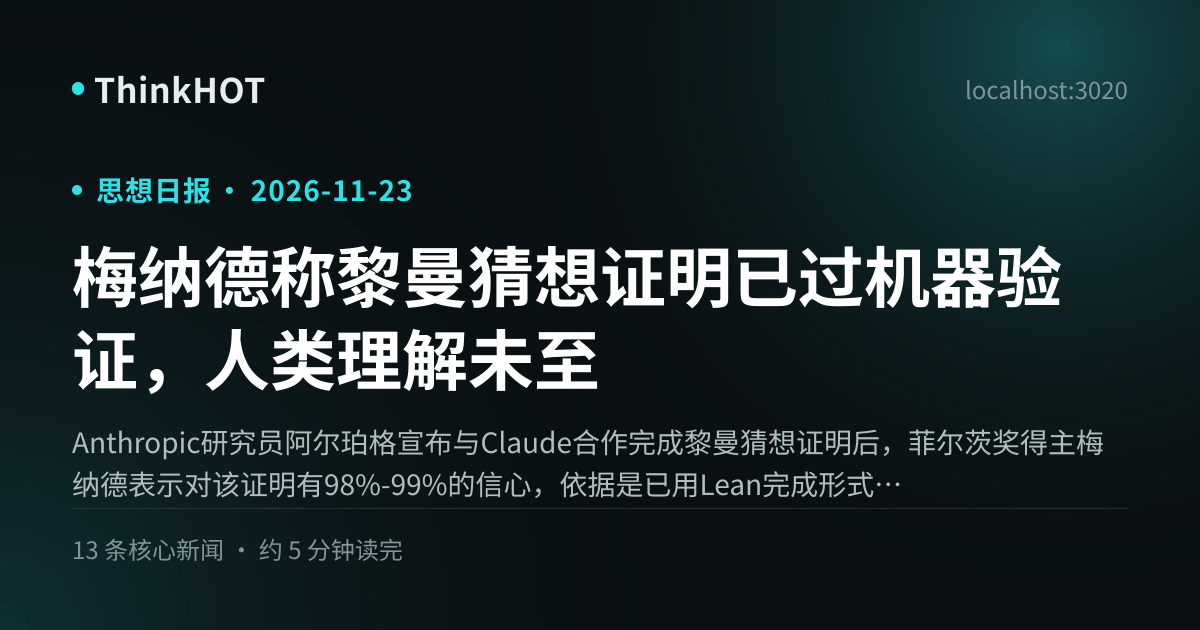 ThinkHOT
localhost:3020
思想日报 · 2026-11-23
梅纳德称黎曼猜想证明已过机器验
证，人类理解未至
Anthropic研究员阿尔珀格宣布与Claude合作完成黎曼猜想证明后，菲尔茨奖得主梅
纳德表示对该证明有98%-99%的信心，依据是已用Lean完成形式…
13 条核心新闻 · 约 5 分钟读完